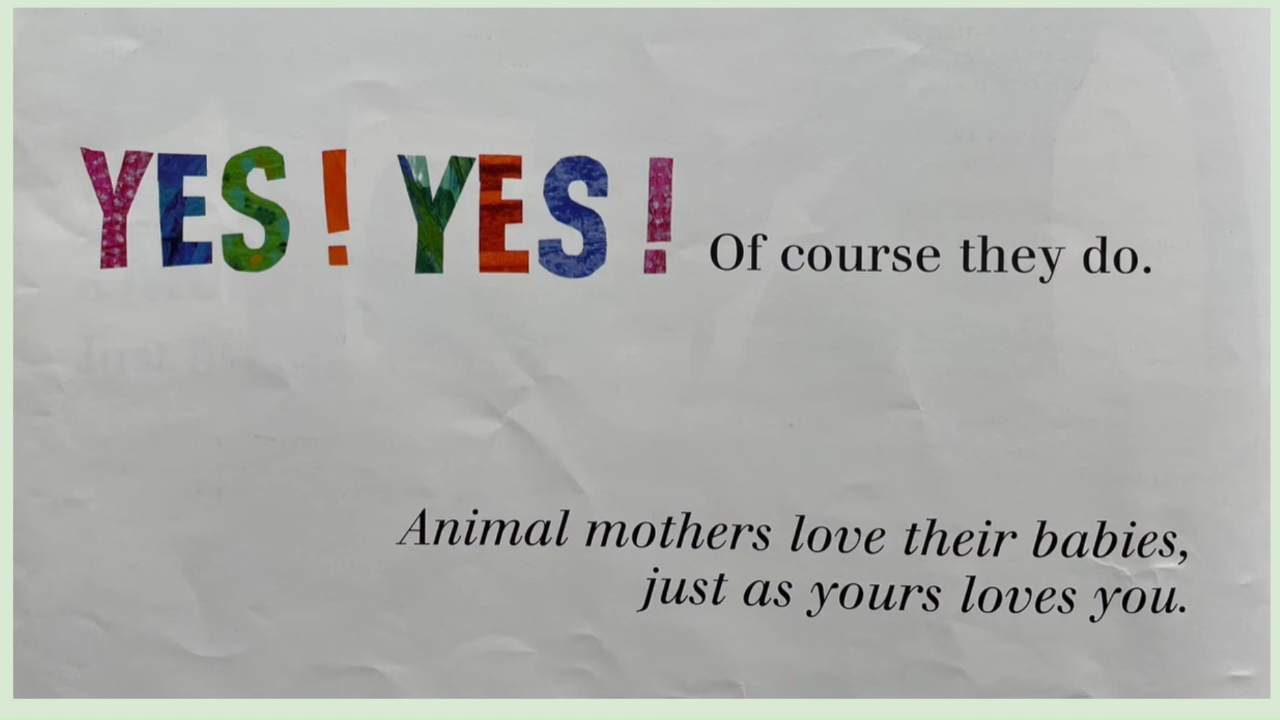 YES! YES! Of course they do.
Animal mothers love their babies,
just as yours loves you.